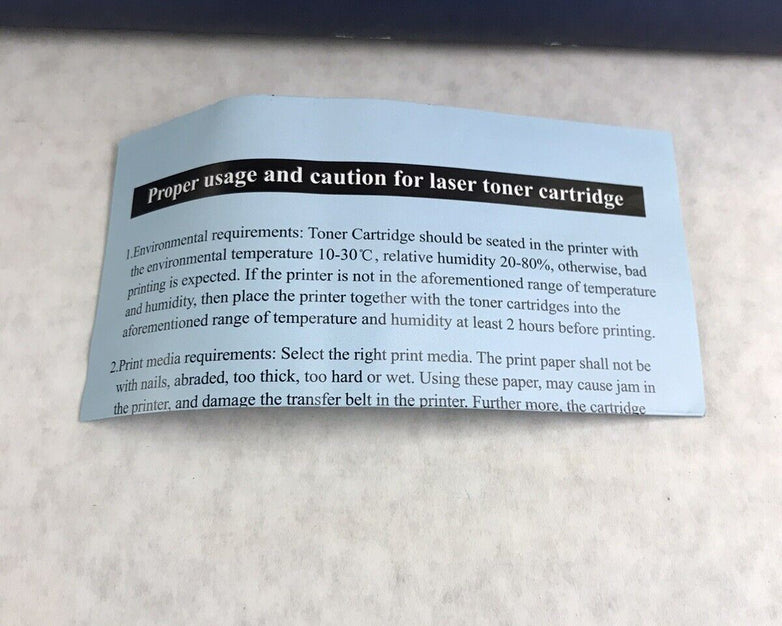 Proper usage and caution for laser toner cartridge
1.Environmental requirements: Toner Cartridge should be seated in the printer with
the environmental temperature 10-30℃, relative humidity 20-80%, otherwise, bad
printing is expected. If the printer is not in the aforementioned range of temperature
and humidity, then place the printer together with the toner cartridges into the
aforementioned range of temperature and humidity at least 2 hours before printing.
2.Print media requirements: Select the right print media. The print paper shall not be
with nails, abraded, too thick, too hard or wet. Using these paper, may cause jam in
the printer, and damage the transfer belt in the printer. Further more, the cartridge